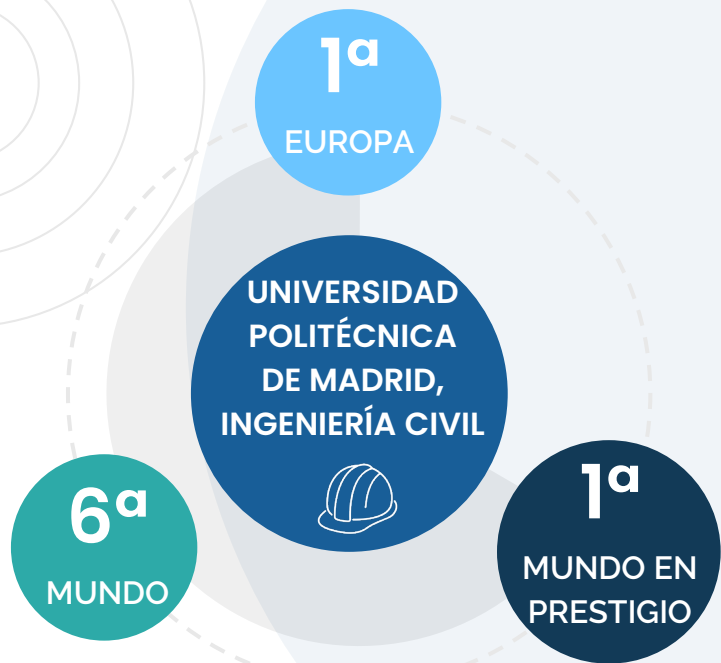 1ª
EUROPA
UNIVERSIDAD
POLITÉCNICA
DE MADRID,
INGENIERÍA CIVIL
6ª
MUNDO
1ª
MUNDO EN
PRESTIGIO